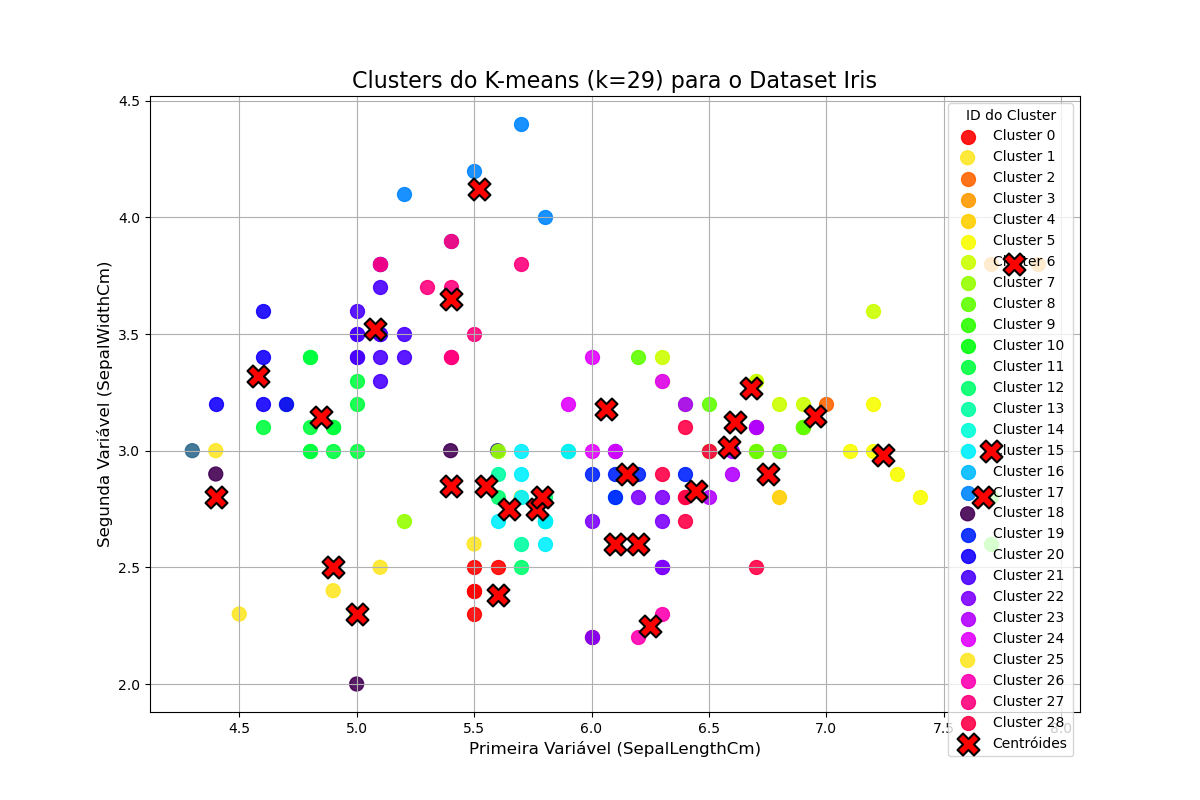 Clusters do K-means (k=29) para o Dataset Iris
Segunda Variável (SepalWidthCm)
4.5
4.0
3.5
3.0
2.5
2.0
4.5
5.0
5.5
6.0
6.5
7.0
7.5
8.0
Primeira Variável (SepalLengthCm)
ID do Cluster
Cluster 0
Cluster 1
Cluster 2
Cluster 3
Cluster 4
Cluster 5
Cluster 6
Cluster 7
Cluster 8
Cluster 9
Cluster 10
Cluster 11
Cluster 12
Cluster 13
Cluster 14
Cluster 15
Cluster 16
Cluster 17
Cluster 18
Cluster 19
Cluster 20
Cluster 21
Cluster 22
Cluster 23
Cluster 24
Cluster 25
Cluster 26
Cluster 27
Cluster 28
Centróides